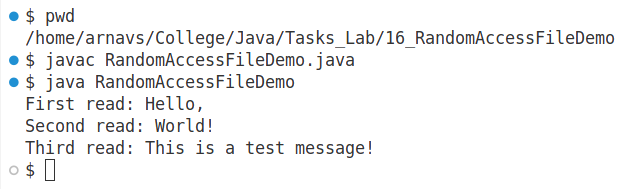 $ pwd
/home/arnavs/College/Java/Tasks_Lab/16_RandomAccessFileDemo
$ javac RandomAccessFileDemo.java
$ java RandomAccessFileDemo
First read: Hello,
Second read: World!
Third read: This is a test message!
$